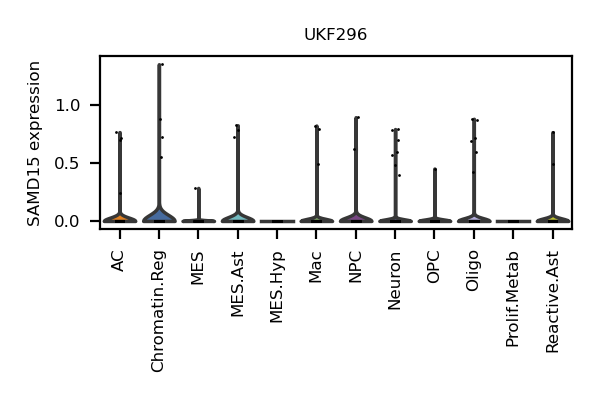 UKF296
SAMD15 expression
1.0
0.5
0.0
AC
Chromatin.Reg
MES
MES.Ast
MES.Hyp
Mac
NPC
Neuron
OPC
Oligo
Prolif.Metab
Reactive.Ast